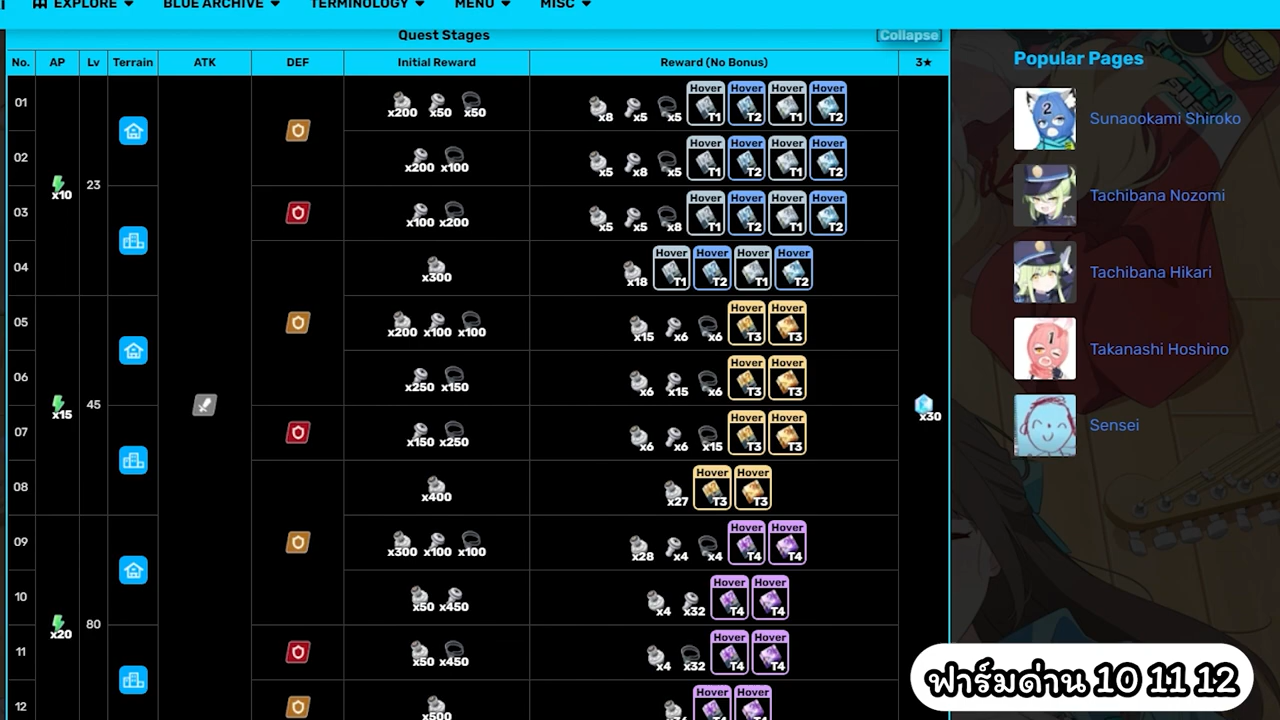 EXPLORE BLUE ARCHIVE TERMINOLOGY MENU MISC
Quest Stages Collapse
No. AP Lv Terrain ATK DEF Initial Reward Reward (No Bonus) 3★
01 x200 x50 x50 x8 x5 x5 Hover T1 Hover T2 Hover T1 Hover T2
02 x200 x100 x5 x8 x5 Hover T1 Hover T2 Hover T1 Hover T2
x10 23
03 x100 x200 x5 x5 x8 Hover T1 Hover T2 Hover T1 Hover T2
04 x300 x18 Hover T1 Hover T2 Hover T1 Hover T2
05 x200 x100 x100 x15 x6 x6 Hover T3 Hover T3
06 x250 x150 x6 x15 x6 Hover T3 Hover T3
x15 45 x30
07 x150 x250 x6 x6 x15 Hover T3 Hover T3
08 x400 x27 Hover T3 Hover T3
09 x300 x100 x100 x28 x4 x4 Hover T4 Hover T4
10 x50 x450 x4 x32 Hover T4 Hover T4
x20 80
11 x50 x450 x4 x32 Hover T4 Hover T4
12 x500 Hover T4 Hover T4
Popular Pages
2
Sunaookami Shiroko
Tachibana Nozomi
Tachibana Hikari
1
Takanashi Hoshino
Sensei
ฟาร์มด่าน 10 11 12